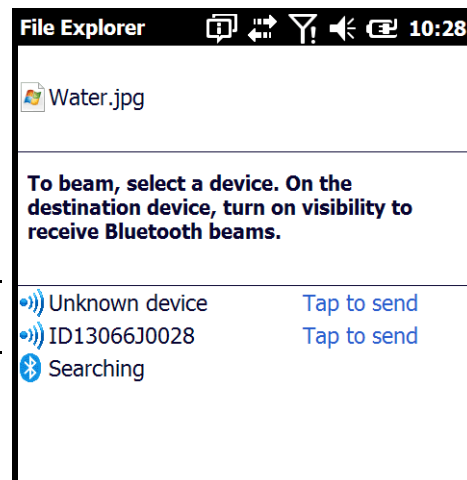 File Explorer 10:28
Water.jpg
To beam, select a device. On the
destination device, turn on visibility to
receive Bluetooth beams.
Unknown device Tap to send
ID13066J0028 Tap to send
Searching